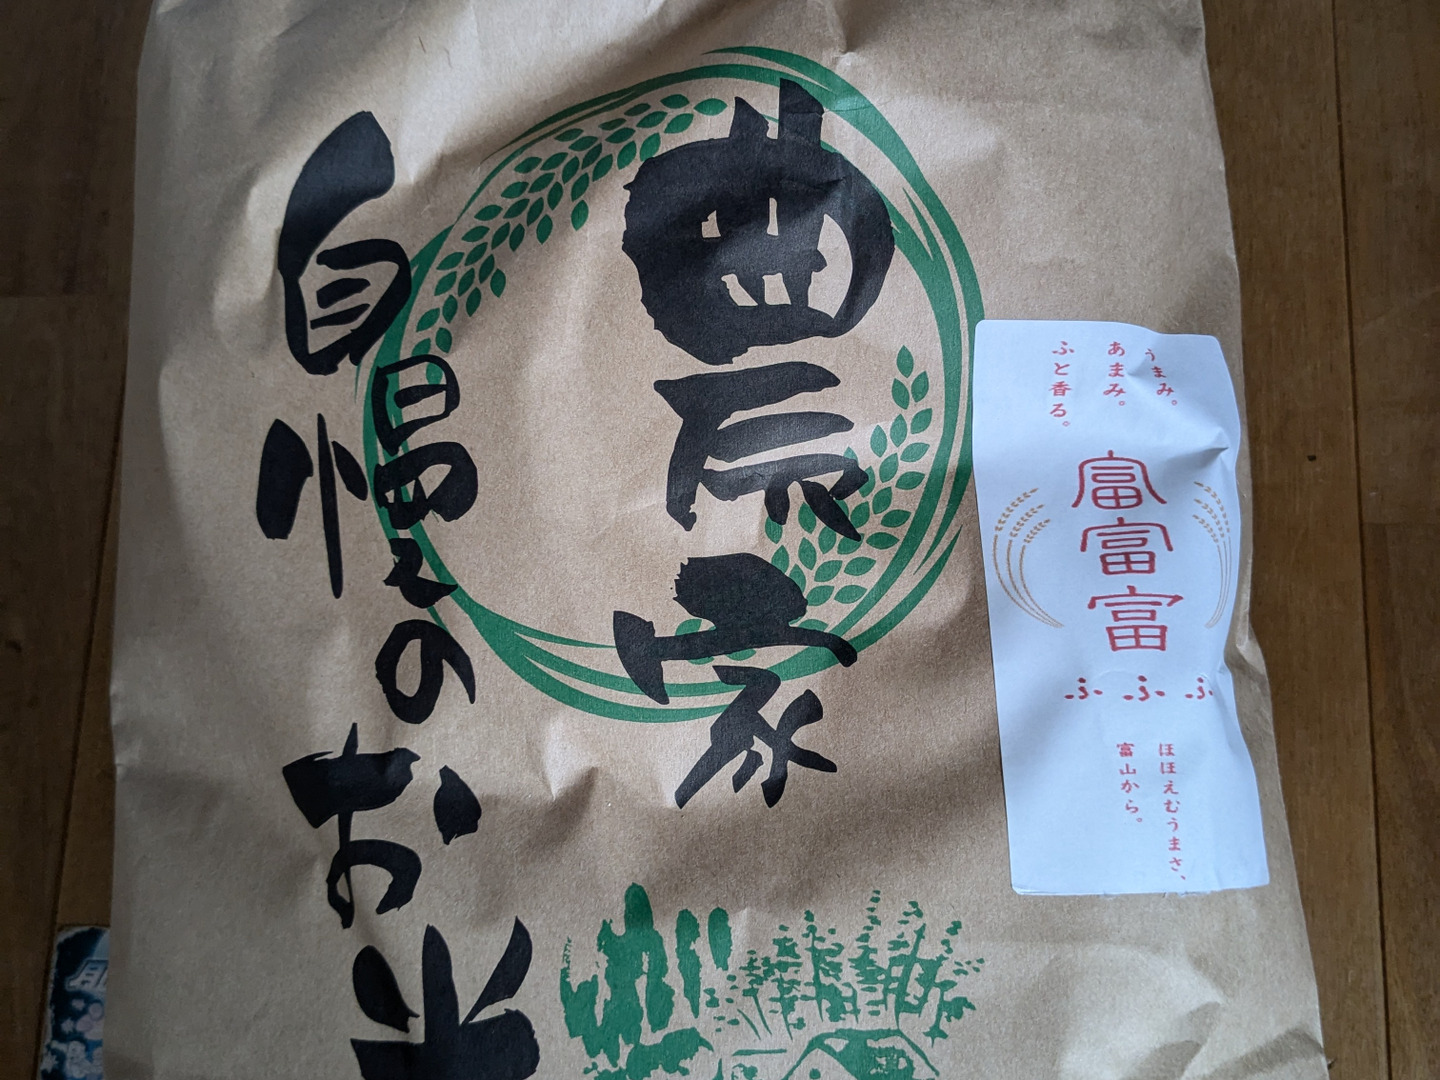 農家
自慢のお米
うまみ。
あまみ。
ふと香る。
富富富
ふふふ
ほほえむうまさ、
富山から。